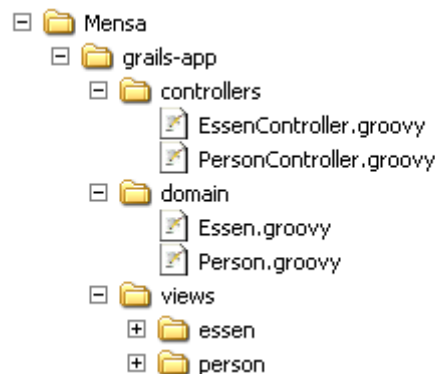 Mensa
grails-app
controllers
EssenController.groovy
PersonController.groovy
domain
Essen.groovy
Person.groovy
views
essen
person